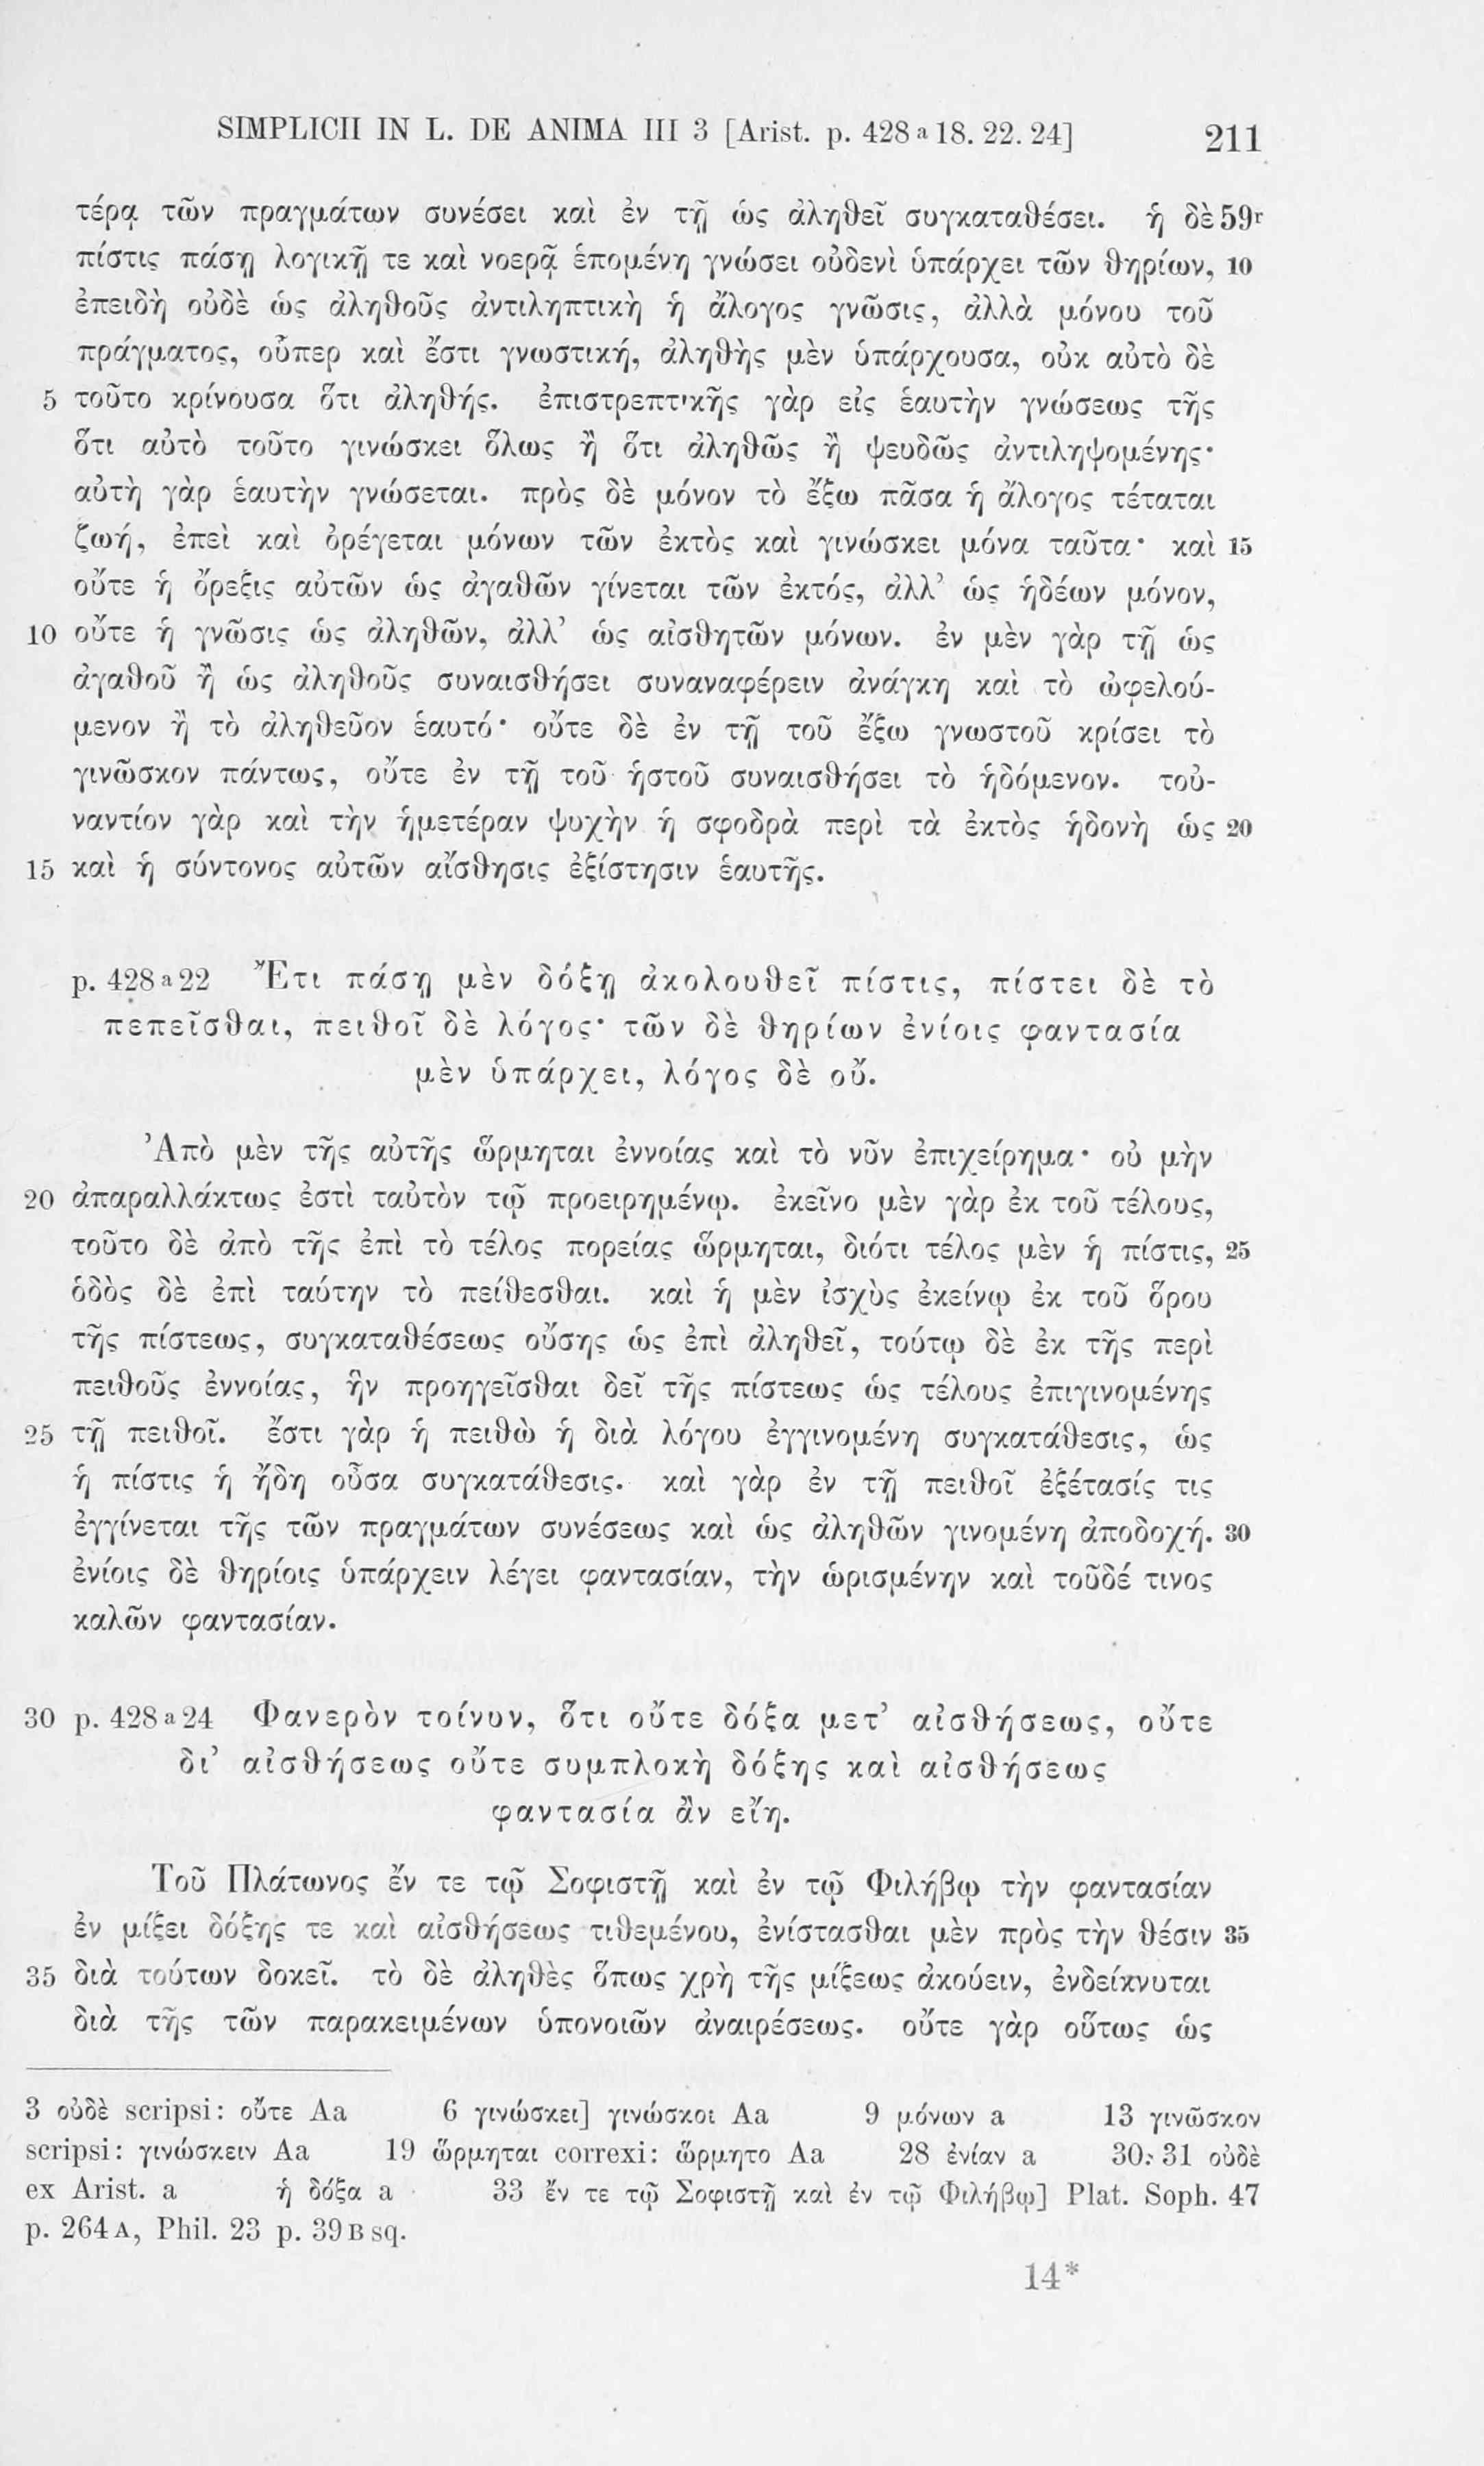 SIMPLICII IN L. DE ANIMA III 3 [Arist. p. 428 a 18. 22. 24] 211
τέρᾳ τῶν πραγμάτων συνέσει καὶ ἐν τῇ ὡς ἀληθεῖ συγκαταθέσει. ἡ δὲ 59r
πίστις πάσῃ λογικῇ τε καὶ νοερᾷ ἑπομένη γνώσει οὐδενὶ ὑπάρχει τῶν θηρίων, 10
ἐπειδὴ οὐδὲ ὡς ἀληθοῦς ἀντιληπτικὴ ἡ ἄλογος γνῶσις, ἀλλὰ μόνου τοῦ
πράγματος, οὗπερ καὶ ἔστι γνωστική, ἀληθὴς μὲν ὑπάρχουσα, οὐκ αὐτὸ δὲ
5 τοῦτο κρίνουσα ὅτι ἀληθής. ἐπιστρεπτικῆς γὰρ εἰς ἑαυτὴν γνώσεως τῆς
ὅτι αὐτὸ τοῦτο γινώσκει ὅλως ἢ ὅτι ἀληθῶς ἢ ψευδῶς ἀντιληψομένης·
αὐτὴ γὰρ ἑαυτὴν γνώσεται. πρὸς δὲ μόνον τὸ ἔξω πᾶσα ἡ ἄλογος τέταται
ζωή, ἐπεὶ καὶ ὀρέγεται μόνων τῶν ἐκτὸς καὶ γινώσκει μόνα ταῦτα· καὶ 15
οὔτε ἡ ὄρεξις αὐτῶν ὡς ἀγαθῶν γίνεται τῶν ἐκτός, ἀλλ’ ὡς ἡδέων μόνον,
10 οὔτε ἡ γνῶσις ὡς ἀληθῶν, ἀλλ’ ὡς αἰσθητῶν μόνων. ἐν μὲν γὰρ τῇ ὡς
ἀγαθοῦ ἢ ὡς ἀληθοῦς συναισθήσει συναναφέρειν ἀνάγκη καὶ τὸ ὠφελού-
μενον ἢ τὸ ἀληθεῦον ἑαυτό· οὔτε δὲ ἐν τῇ τοῦ ἔξω γνωστοῦ κρίσει τὸ
γινῶσκον πάντως, οὔτε ἐν τῇ τοῦ ἡστοῦ συναισθήσει τὸ ἡδόμενον. τοὐ-
ναντίον γὰρ καὶ τὴν ἡμετέραν ψυχὴν ἡ σφοδρὰ περὶ τὰ ἐκτὸς ἡδονὴ ὡς 20
15 καὶ ἡ σύντονος αὐτῶν αἴσθησις ἐξίστησιν ἑαυτῆς.
p. 428 a 22 Ἔτι πάσῃ μὲν δόξῃ ἀκολουθεῖ πίστις, πίστει δὲ τὸ
πεπεῖσθαι, πειθοῖ δὲ λόγος· τῶν δὲ θηρίων ἐνίοις φαντασία
μὲν ὑπάρχει, λόγος δὲ οὔ.
Ἀπὸ μὲν τῆς αὐτῆς ὥρμηται ἐννοίας καὶ τὸ νῦν ἐπιχείρημα· οὐ μὴν
20 ἀπαραλλάκτως ἐστὶ ταὐτὸν τῷ προειρημένῳ. ἐκεῖνο μὲν γὰρ ἐκ τοῦ τέλους,
τοῦτο δὲ ἀπὸ τῆς ἐπὶ τὸ τέλος πορείας ὥρμηται, διότι τέλος μὲν ἡ πίστις, 25
ὁδὸς δὲ ἐπὶ ταύτην τὸ πείθεσθαι. καὶ ἡ μὲν ἰσχὺς ἐκείνῳ ἐκ τοῦ ὅρου
τῆς πίστεως, συγκαταθέσεως οὔσης ὡς ἐπὶ ἀληθεῖ, τούτῳ δὲ ἐκ τῆς περὶ
πειθοῦς ἐννοίας, ἣν προηγεῖσθαι δεῖ τῆς πίστεως ὡς τέλους ἐπιγινομένης
25 τῇ πειθοῖ. ἔστι γὰρ ἡ πειθὼ ἡ διὰ λόγου ἐγγινομένη συγκατάθεσις, ὡς
ἡ πίστις ἡ ἤδη οὖσα συγκατάθεσις. καὶ γὰρ ἐν τῇ πειθοῖ ἐξέτασίς τις
ἐγγίνεται τῆς τῶν πραγμάτων συνέσεως καὶ ὡς ἀληθῶν γινομένη ἀποδοχή. 30
ἐνίοις δὲ θηρίοις ὑπάρχειν λέγει φαντασίαν, τὴν ὡρισμένην καὶ τοῦδέ τινος
καλῶν φαντασίαν.
30 p. 428 a 24 Φανερὸν τοίνυν, ὅτι οὔτε δόξα μετ’ αἰσθήσεως, οὔτε
δι’ αἰσθήσεως οὔτε συμπλοκὴ δόξης καὶ αἰσθήσεως
φαντασία ἂν εἴη.
Τοῦ Πλάτωνος ἔν τε τῷ Σοφιστῇ καὶ ἐν τῷ Φιλήβῳ τὴν φαντασίαν
ἐν μίξει δόξης τε καὶ αἰσθήσεως τιθεμένου, ἐνίστασθαι μὲν πρὸς τὴν θέσιν 35
35 διὰ τούτων δοκεῖ. τὸ δὲ ἀληθὲς ὅπως χρὴ τῆς μίξεως ἀκούειν, ἐνδείκνυται
διὰ τῆς τῶν παρακειμένων ὑπονοιῶν ἀναιρέσεως. οὔτε γὰρ οὕτως ὡς
3 οὐδὲ scripsi: οὔτε Aa 6 γινώσκει] γινώσκοι Aa 9 μόνων a 13 γινῶσκον
scripsi: γινώσκειν Aa 19 ὥρμηται correxi: ὥρμητο Aa 28 ἐνίαν a 30. 31 οὐδὲ
ex Arist. a ἡ δόξα a 33 ἔν τε τῷ Σοφιστῇ καὶ ἐν τῷ Φιλήβῳ] Plat. Soph. 47
p. 264 A, Phil. 23 p. 39 B sq.
14*